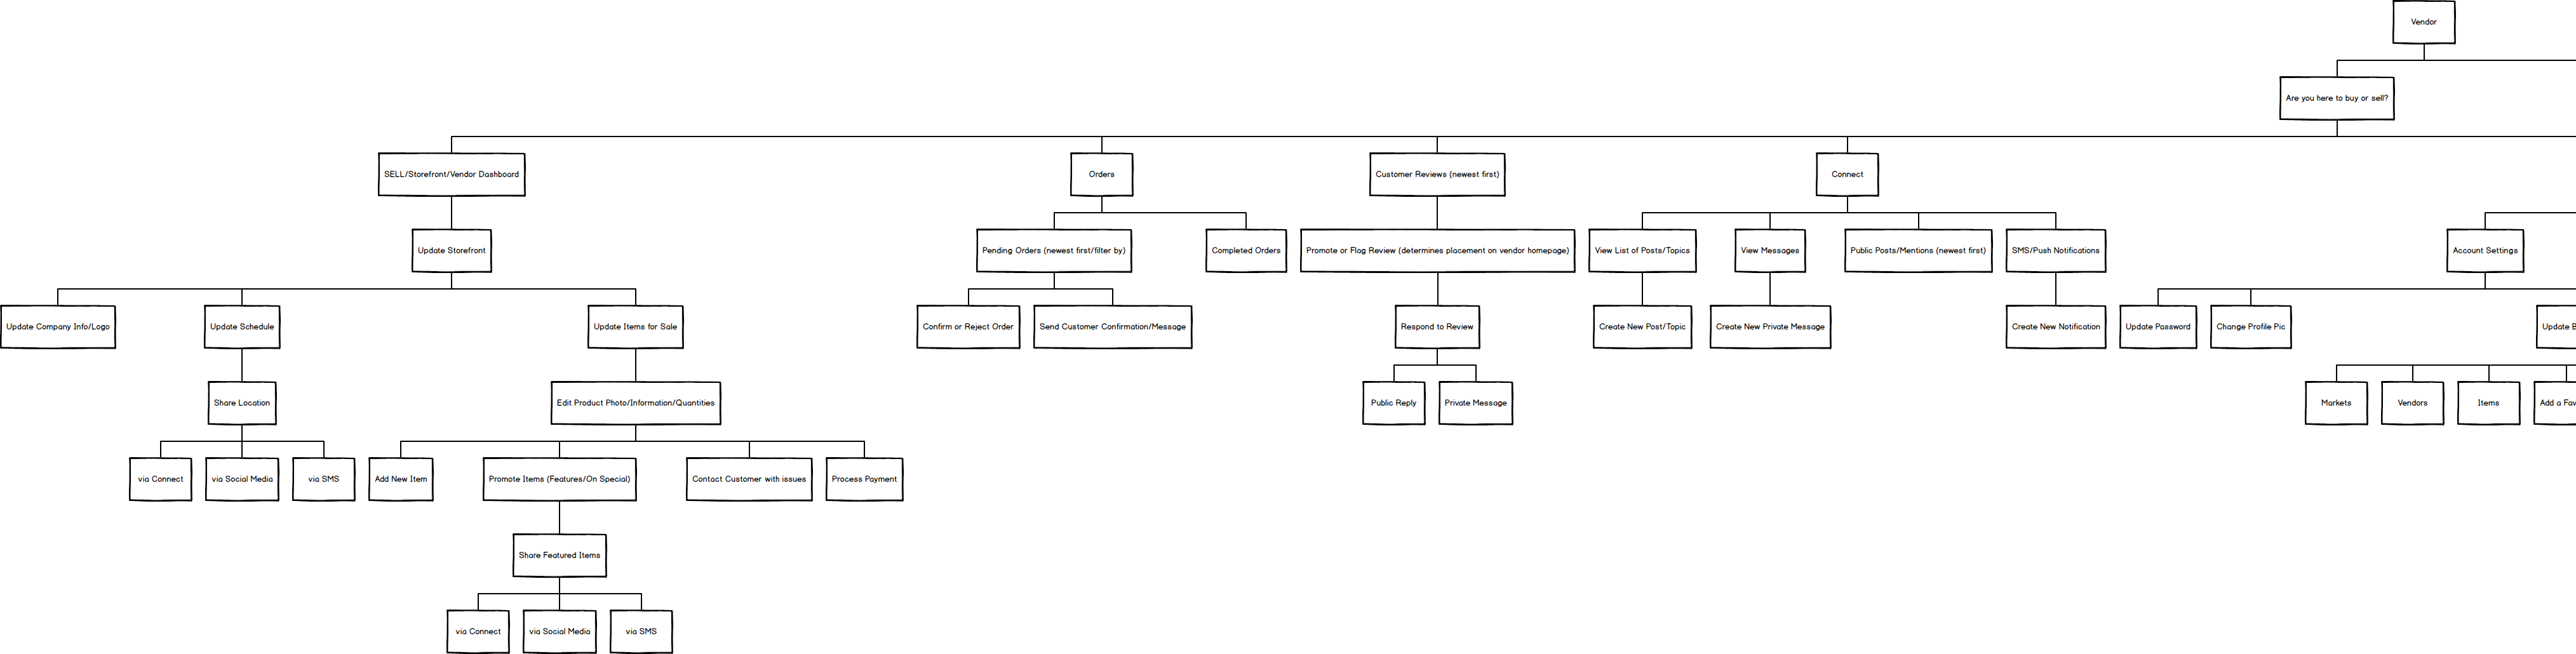 Vendor
Are you here to buy or sell?
SELL/Storefront/Vendor Dashboard
Orders
Customer Reviews (newest first)
Connect
Update Storefront
Pending Orders (newest first/filter by)
Completed Orders
Promote or Flag Review (determines placement on vendor homepage)
View List of Posts/Topics
View Messages
Public Posts/Mentions (newest first)
SMS/Push Notifications
Account Settings
Update Company Info/Logo
Update Schedule
Update Items for Sale
Confirm or Reject Order
Send Customer Confirmation/Message
Respond to Review
Create New Post/Topic
Create New Private Message
Create New Notification
Update Password
Change Profile Pic
Update
Share Location
Edit Product Photo/Information/Quantities
Public Reply
Private Message
Markets
Vendors
Items
Add a
via Connect
via Social Media
via SMS
Add New Item
Promote Items (Features/On Special)
Contact Customer with issues
Process Payment
Share Featured Items
via Connect
via Social Media
via SMS